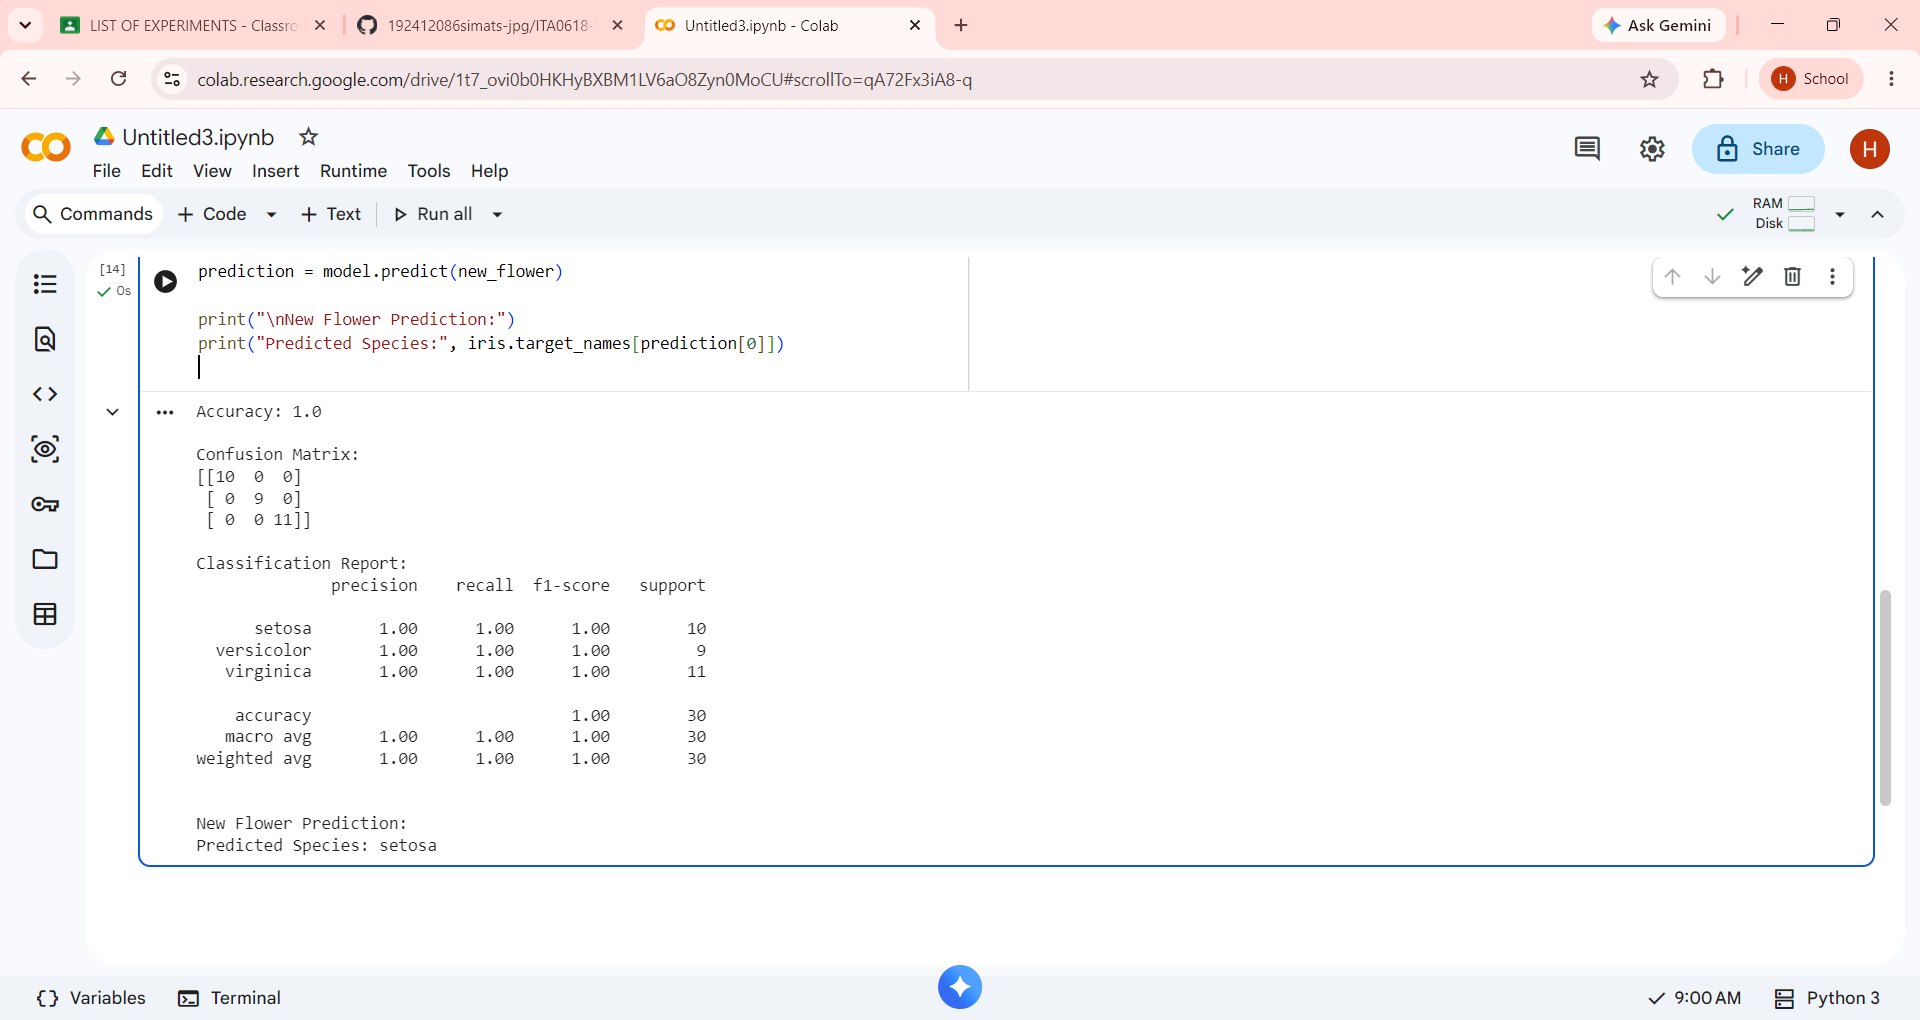 LIST OF EXPERIMENTS - Classro
192412086simats-jpg/ITA0618-
Untitled3.ipynb - Colab
Ask Gemini
colab.research.google.com/drive/1t7_ovi0b0HKHyBXBM1LV6aO8Zyn0MoCU#scrollTo=qA72Fx3iA8-q
H School
Untitled3.ipynb
File Edit View Insert Runtime Tools Help
Share
H
Commands + Code + Text Run all
RAM
Disk
[14]
0s
prediction = model.predict(new_flower)
print("\nNew Flower Prediction:")
print("Predicted Species:", iris.target_names[prediction[0]])
Accuracy: 1.0
Confusion Matrix:
[[10  0  0]
 [ 0  9  0]
 [ 0  0 11]]
Classification Report:
              precision    recall  f1-score   support
      setosa       1.00      1.00      1.00        10
  versicolor       1.00      1.00      1.00         9
   virginica       1.00      1.00      1.00        11
    accuracy                           1.00        30
   macro avg       1.00      1.00      1.00        30
weighted avg       1.00      1.00      1.00        30
New Flower Prediction:
Predicted Species: setosa
Variables
Terminal
9:00 AM
Python 3